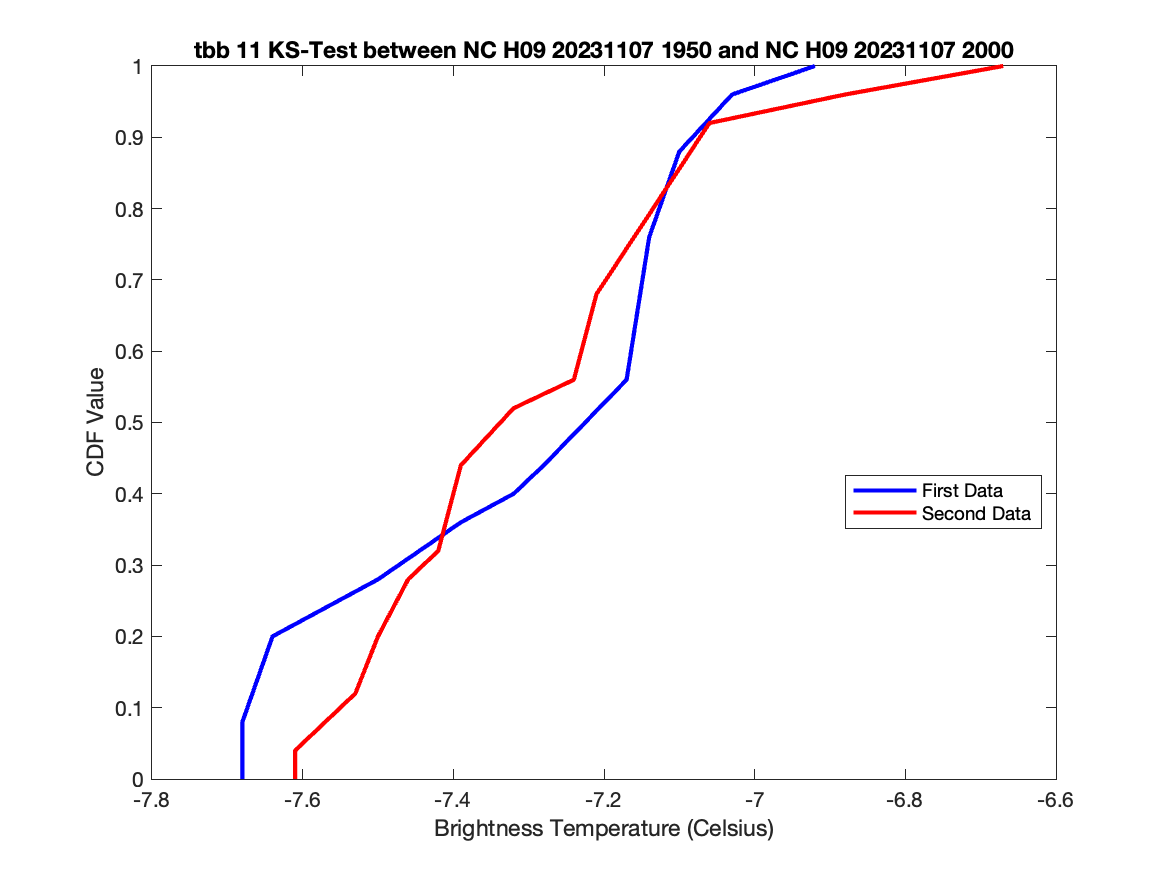 tbb 11 KS-Test between NC H09 20231107 1950 and NC H09 20231107 2000
1
0.9
0.8
0.7
0.6
0.5
0.4
0.3
0.2
0.1
0
CDF Value
First Data
Second Data
-7.8 -7.6 -7.4 -7.2 -7 -6.8 -6.6
Brightness Temperature (Celsius)